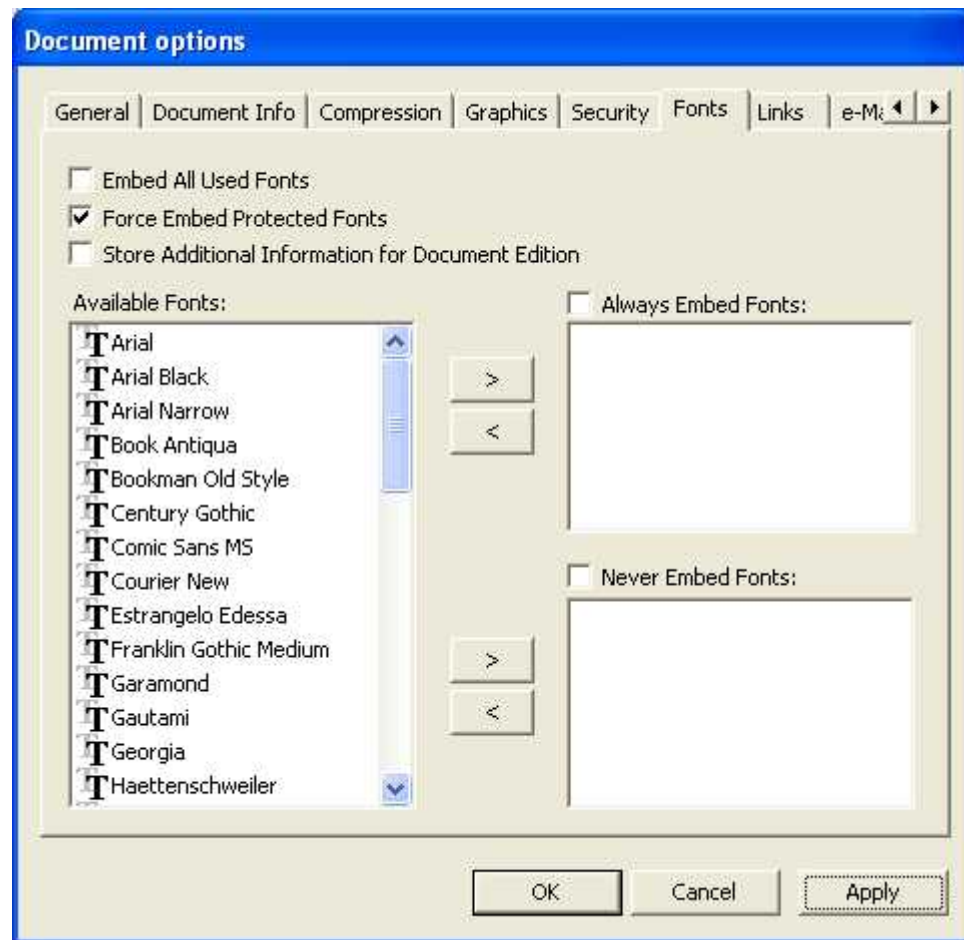 Document options
General Document Info Compression Graphics Security Fonts Links e-Ma
Embed All Used Fonts
Force Embed Protected Fonts
Store Additional Information for Document Edition
Available Fonts:
Arial
Arial Black
Arial Narrow
Book Antiqua
Bookman Old Style
Century Gothic
Comic Sans MS
Courier New
Estrangelo Edessa
Franklin Gothic Medium
Garamond
Gautami
Georgia
Haettenschweiler
>
<
>
<
Always Embed Fonts:
Never Embed Fonts:
OK Cancel Apply